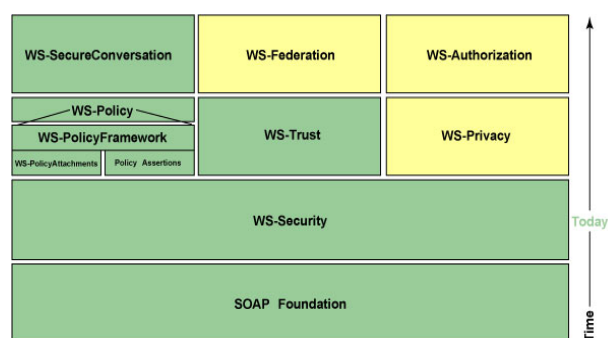 WS-SecureConversation
WS-Federation
WS-Authorization
WS-Policy
WS-PolicyFramework
WS-PolicyAttachments
Policy Assertions
WS-Trust
WS-Privacy
WS-Security
Today
SOAP Foundation
Time